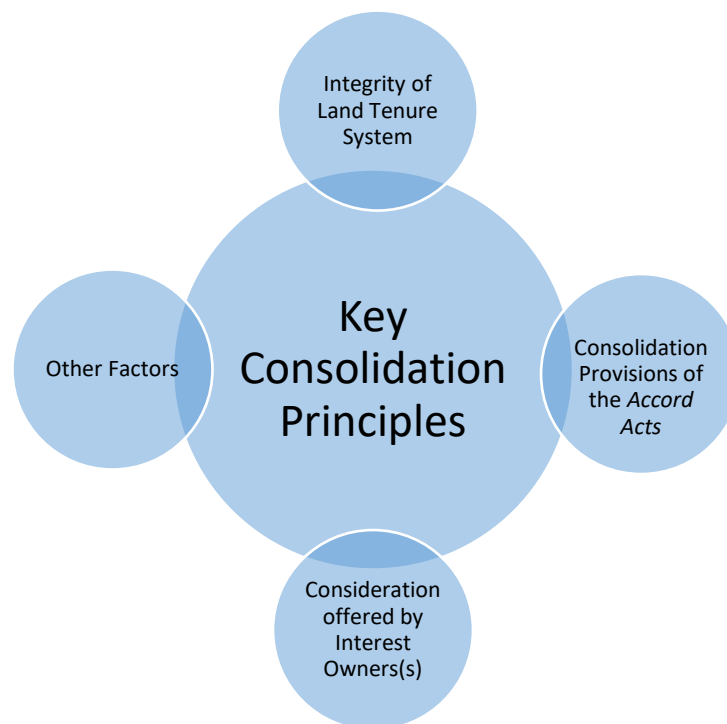 Integrity of
Land Tenure
System
Key
Consolidation
Principles
Other Factors
Consolidation
Provisions of
the Accord
Acts
Consideration
offered by
Interest
Owners(s)